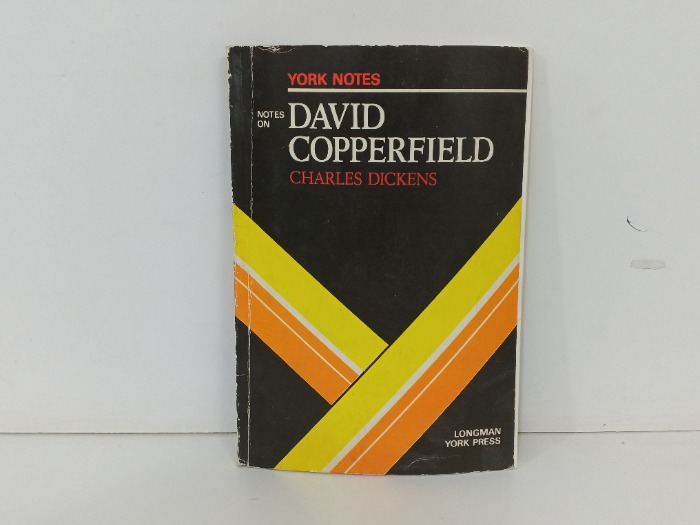 YORK NOTES
NOTES
ON
DAVID
COPPERFIELD
CHARLES DICKENS
LONGMAN
YORK PRESS